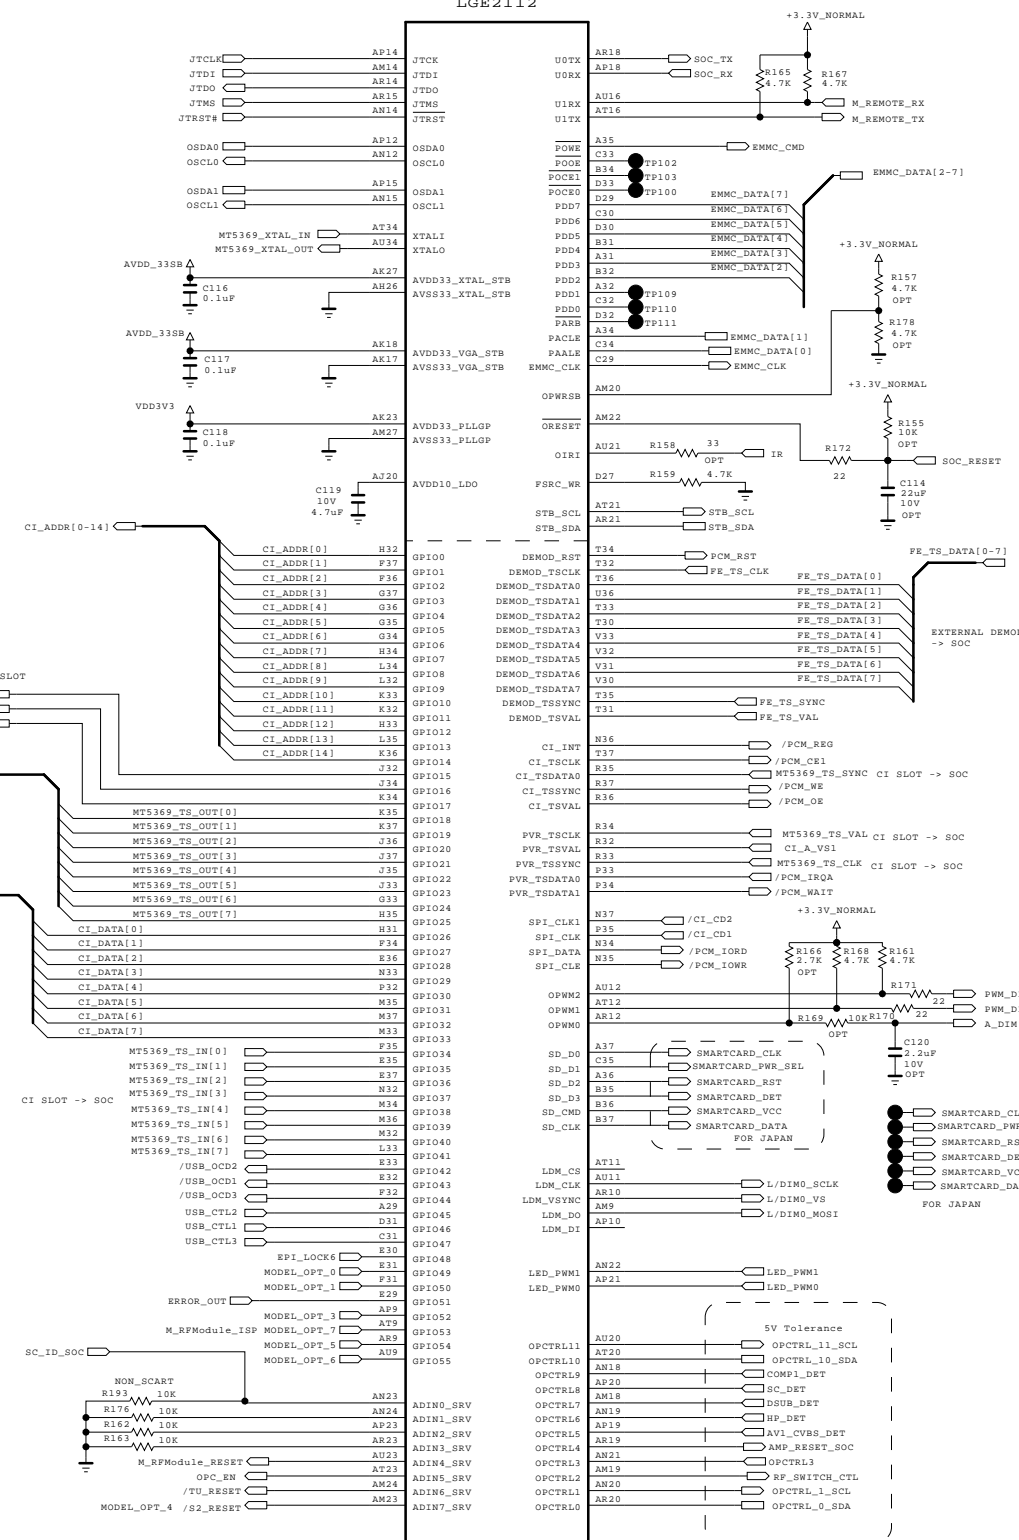 LGE2112
+3.3V_NORMAL
JTCLK AP14 JTCK
JTDI AM14 JTDI
JTDO AR14 JTDO
JTMS AR15 JTMS
JTRST# AN14 JTRST
OSDA0 AP12 OSDA0
OSCL0 AN12 OSCL0
OSDA1 AP15 OSDA1
OSCL1 AN15 OSCL1
MT5369_XTAL_IN AT34 XTALI
MT5369_XTAL_OUT AU34 XTALO
AVDD_33SB
AK27 AVDD33_XTAL_STB
C116 0.1uF
AH26 AVSS33_XTAL_STB
AVDD_33SB
AK18 AVDD33_VGA_STB
C117 0.1uF
AK17 AVSS33_VGA_STB
VDD3V3
AK23 AVDD33_PLLGP
C118 0.1uF
AM27 AVSS33_PLLGP
AJ20 AVDD10_LDO
C119
10V
4.7uF
U0TX AR18 SOC_TX
U0RX AP18 SOC_RX
R165 4.7K
R167 4.7K
U1RX AU16 M_REMOTE_RX
U1TX AT16 M_REMOTE_TX
POWE A35 EMMC_CMD
POOE C33 TP102
POCE1 B34 TP103
POCE0 D33 TP100
EMMC_DATA[2-7]
PDD7 D29 EMMC_DATA[7]
PDD6 C30 EMMC_DATA[6]
PDD5 D30 EMMC_DATA[5]
PDD4 B31 EMMC_DATA[4]
PDD3 A31 EMMC_DATA[3]
PDD2 B32 EMMC_DATA[2]
PDD1 A32 TP109
PDD0 C32 TP110
PARB D32 TP111
PACLE A34 EMMC_DATA[1]
PAALE C34 EMMC_DATA[0]
EMMC_CLK C29 EMMC_CLK
+3.3V_NORMAL
R157
4.7K
OPT
R178
4.7K
OPT
OPWRSB AM20
+3.3V_NORMAL
R155
10K
OPT
ORESET AM22
R172
22
SOC_RESET
C114
22uF
10V
OPT
OIRI AU21 R158 33 OPT IR
FSRC_WR D27 R159 4.7K
STB_SCL AT21 STB_SCL
STB_SDA AR21 STB_SDA
CI_ADDR[0-14]
CI_ADDR[0] H32 GPIO0
CI_ADDR[1] F37 GPIO1
CI_ADDR[2] F36 GPIO2
CI_ADDR[3] G37 GPIO3
CI_ADDR[4] G36 GPIO4
CI_ADDR[5] G35 GPIO5
CI_ADDR[6] G34 GPIO6
CI_ADDR[7] H34 GPIO7
CI_ADDR[8] L34 GPIO8
CI_ADDR[9] L32 GPIO9
CI_ADDR[10] K33 GPIO10
CI_ADDR[11] K32 GPIO11
CI_ADDR[12] H33 GPIO12
CI_ADDR[13] L35 GPIO13
CI_ADDR[14] K36 GPIO14
SLOT
J32 GPIO15
J34 GPIO16
K34 GPIO17
MT5369_TS_OUT[0] K35 GPIO18
MT5369_TS_OUT[1] K37 GPIO19
MT5369_TS_OUT[2] J36 GPIO20
MT5369_TS_OUT[3] J37 GPIO21
MT5369_TS_OUT[4] J35 GPIO22
MT5369_TS_OUT[5] J33 GPIO23
MT5369_TS_OUT[6] G33 GPIO24
MT5369_TS_OUT[7] H35 GPIO25
CI_DATA[0] H31 GPIO26
CI_DATA[1] F34 GPIO27
CI_DATA[2] E36 GPIO28
CI_DATA[3] N33 GPIO29
CI_DATA[4] P32 GPIO30
CI_DATA[5] M35 GPIO31
CI_DATA[6] M37 GPIO32
CI_DATA[7] M33 GPIO33
MT5369_TS_IN[0] F35 GPIO34
MT5369_TS_IN[1] E35 GPIO35
MT5369_TS_IN[2] E37 GPIO36
MT5369_TS_IN[3] N32 GPIO37
CI SLOT -> SOC
MT5369_TS_IN[4] M34 GPIO38
MT5369_TS_IN[5] M36 GPIO39
MT5369_TS_IN[6] M32 GPIO40
MT5369_TS_IN[7] L33 GPIO41
/USB_OCD2 E33 GPIO42
/USB_OCD1 E32 GPIO43
/USB_OCD3 F32 GPIO44
USB_CTL2 A29 GPIO45
USB_CTL1 D31 GPIO46
USB_CTL3 C31 GPIO47
EPI_LOCK6 E30 GPIO48
MODEL_OPT_0 E31 GPIO49
MODEL_OPT_1 F31 GPIO50
ERROR_OUT E29 GPIO51
MODEL_OPT_3 AP9 GPIO52
M_RFModule_ISP MODEL_OPT_7 AT9 GPIO53
MODEL_OPT_5 AR9 GPIO54
MODEL_OPT_6 AU9 GPIO55
SC_ID_SOC
NON_SCART
R193 10K AN23 ADIN0_SRV
R176 10K AN24 ADIN1_SRV
R162 10K AP23 ADIN2_SRV
R163 10K AR23 ADIN3_SRV
M_RFModule_RESET AU23 ADIN4_SRV
OPC_EN AT23 ADIN5_SRV
/TU_RESET AM24 ADIN6_SRV
MODEL_OPT_4 /S2_RESET AM23 ADIN7_SRV
DEMOD_RST T34 PCM_RST
DEMOD_TSCLK T32 FE_TS_CLK
FE_TS_DATA[0-7]
DEMOD_TSDATA0 T36 FE_TS_DATA[0]
DEMOD_TSDATA1 U36 FE_TS_DATA[1]
DEMOD_TSDATA2 T33 FE_TS_DATA[2]
DEMOD_TSDATA3 T30 FE_TS_DATA[3]
DEMOD_TSDATA4 V33 FE_TS_DATA[4]
DEMOD_TSDATA5 V32 FE_TS_DATA[5]
DEMOD_TSDATA6 V31 FE_TS_DATA[6]
DEMOD_TSDATA7 V30 FE_TS_DATA[7]
EXTERNAL DEMO
-> SOC
DEMOD_TSSYNC T35 FE_TS_SYNC
DEMOD_TSVAL T31 FE_TS_VAL
CI_INT N36 /PCM_REG
CI_TSCLK T37 /PCM_CE1
CI_TSDATA0 R35 MT5369_TS_SYNC CI SLOT -> SOC
CI_TSSYNC R37 /PCM_WE
CI_TSVAL R36 /PCM_OE
PVR_TSCLK R34 MT5369_TS_VAL CI SLOT -> SOC
PVR_TSVAL R32 CI_A_VS1
PVR_TSSYNC R33 MT5369_TS_CLK CI SLOT -> SOC
PVR_TSDATA0 P33 /PCM_IRQA
PVR_TSDATA1 P34 /PCM_WAIT
SPI_CLK1 N37 /CI_CD2
SPI_CLK P35 /CI_CD1
SPI_DATA N34 /PCM_IORD
SPI_CLE N35 /PCM_IOWR
+3.3V_NORMAL
R166 2.7K OPT
R168 4.7K
R161 4.7K
OPWM2 AU12 R171 22 PWM_D
OPWM1 AT12 22 PWM_D
OPWM0 AR12 R169 10K OPT R170 A_DIM
C120
2.2uF
10V
OPT
SD_D0 A37 SMARTCARD_CLK
SD_D1 C35 SMARTCARD_PWR_SEL
SD_D2 A36 SMARTCARD_RST
SD_D3 B35 SMARTCARD_DET
SD_CMD B36 SMARTCARD_VCC
SD_CLK B37 SMARTCARD_DATA
FOR JAPAN
SMARTCARD_CL
SMARTCARD_PWR
SMARTCARD_RS
SMARTCARD_DE
SMARTCARD_VC
SMARTCARD_DA
FOR JAPAN
LDM_CS AT11
LDM_CLK AU11 L/DIM0_SCLK
LDM_VSYNC AR10 L/DIM0_VS
LDM_DO AM9 L/DIM0_MOSI
LDM_DI AP10
LED_PWM1 AN22 LED_PWM1
LED_PWM0 AP21 LED_PWM0
5V Tolerance
OPCTRL11 AU20 OPCTRL_11_SCL
OPCTRL10 AT20 OPCTRL_10_SDA
OPCTRL9 AN18 COMP1_DET
OPCTRL8 AP20 SC_DET
OPCTRL7 AM18 DSUB_DET
OPCTRL6 AN19 HP_DET
OPCTRL5 AP19 AV1_CVBS_DET
OPCTRL4 AR19 AMP_RESET_SOC
OPCTRL3 AN21 OPCTRL3
OPCTRL2 AM19 RF_SWITCH_CTL
OPCTRL1 AN20 OPCTRL_1_SCL
OPCTRL0 AR20 OPCTRL_0_SDA